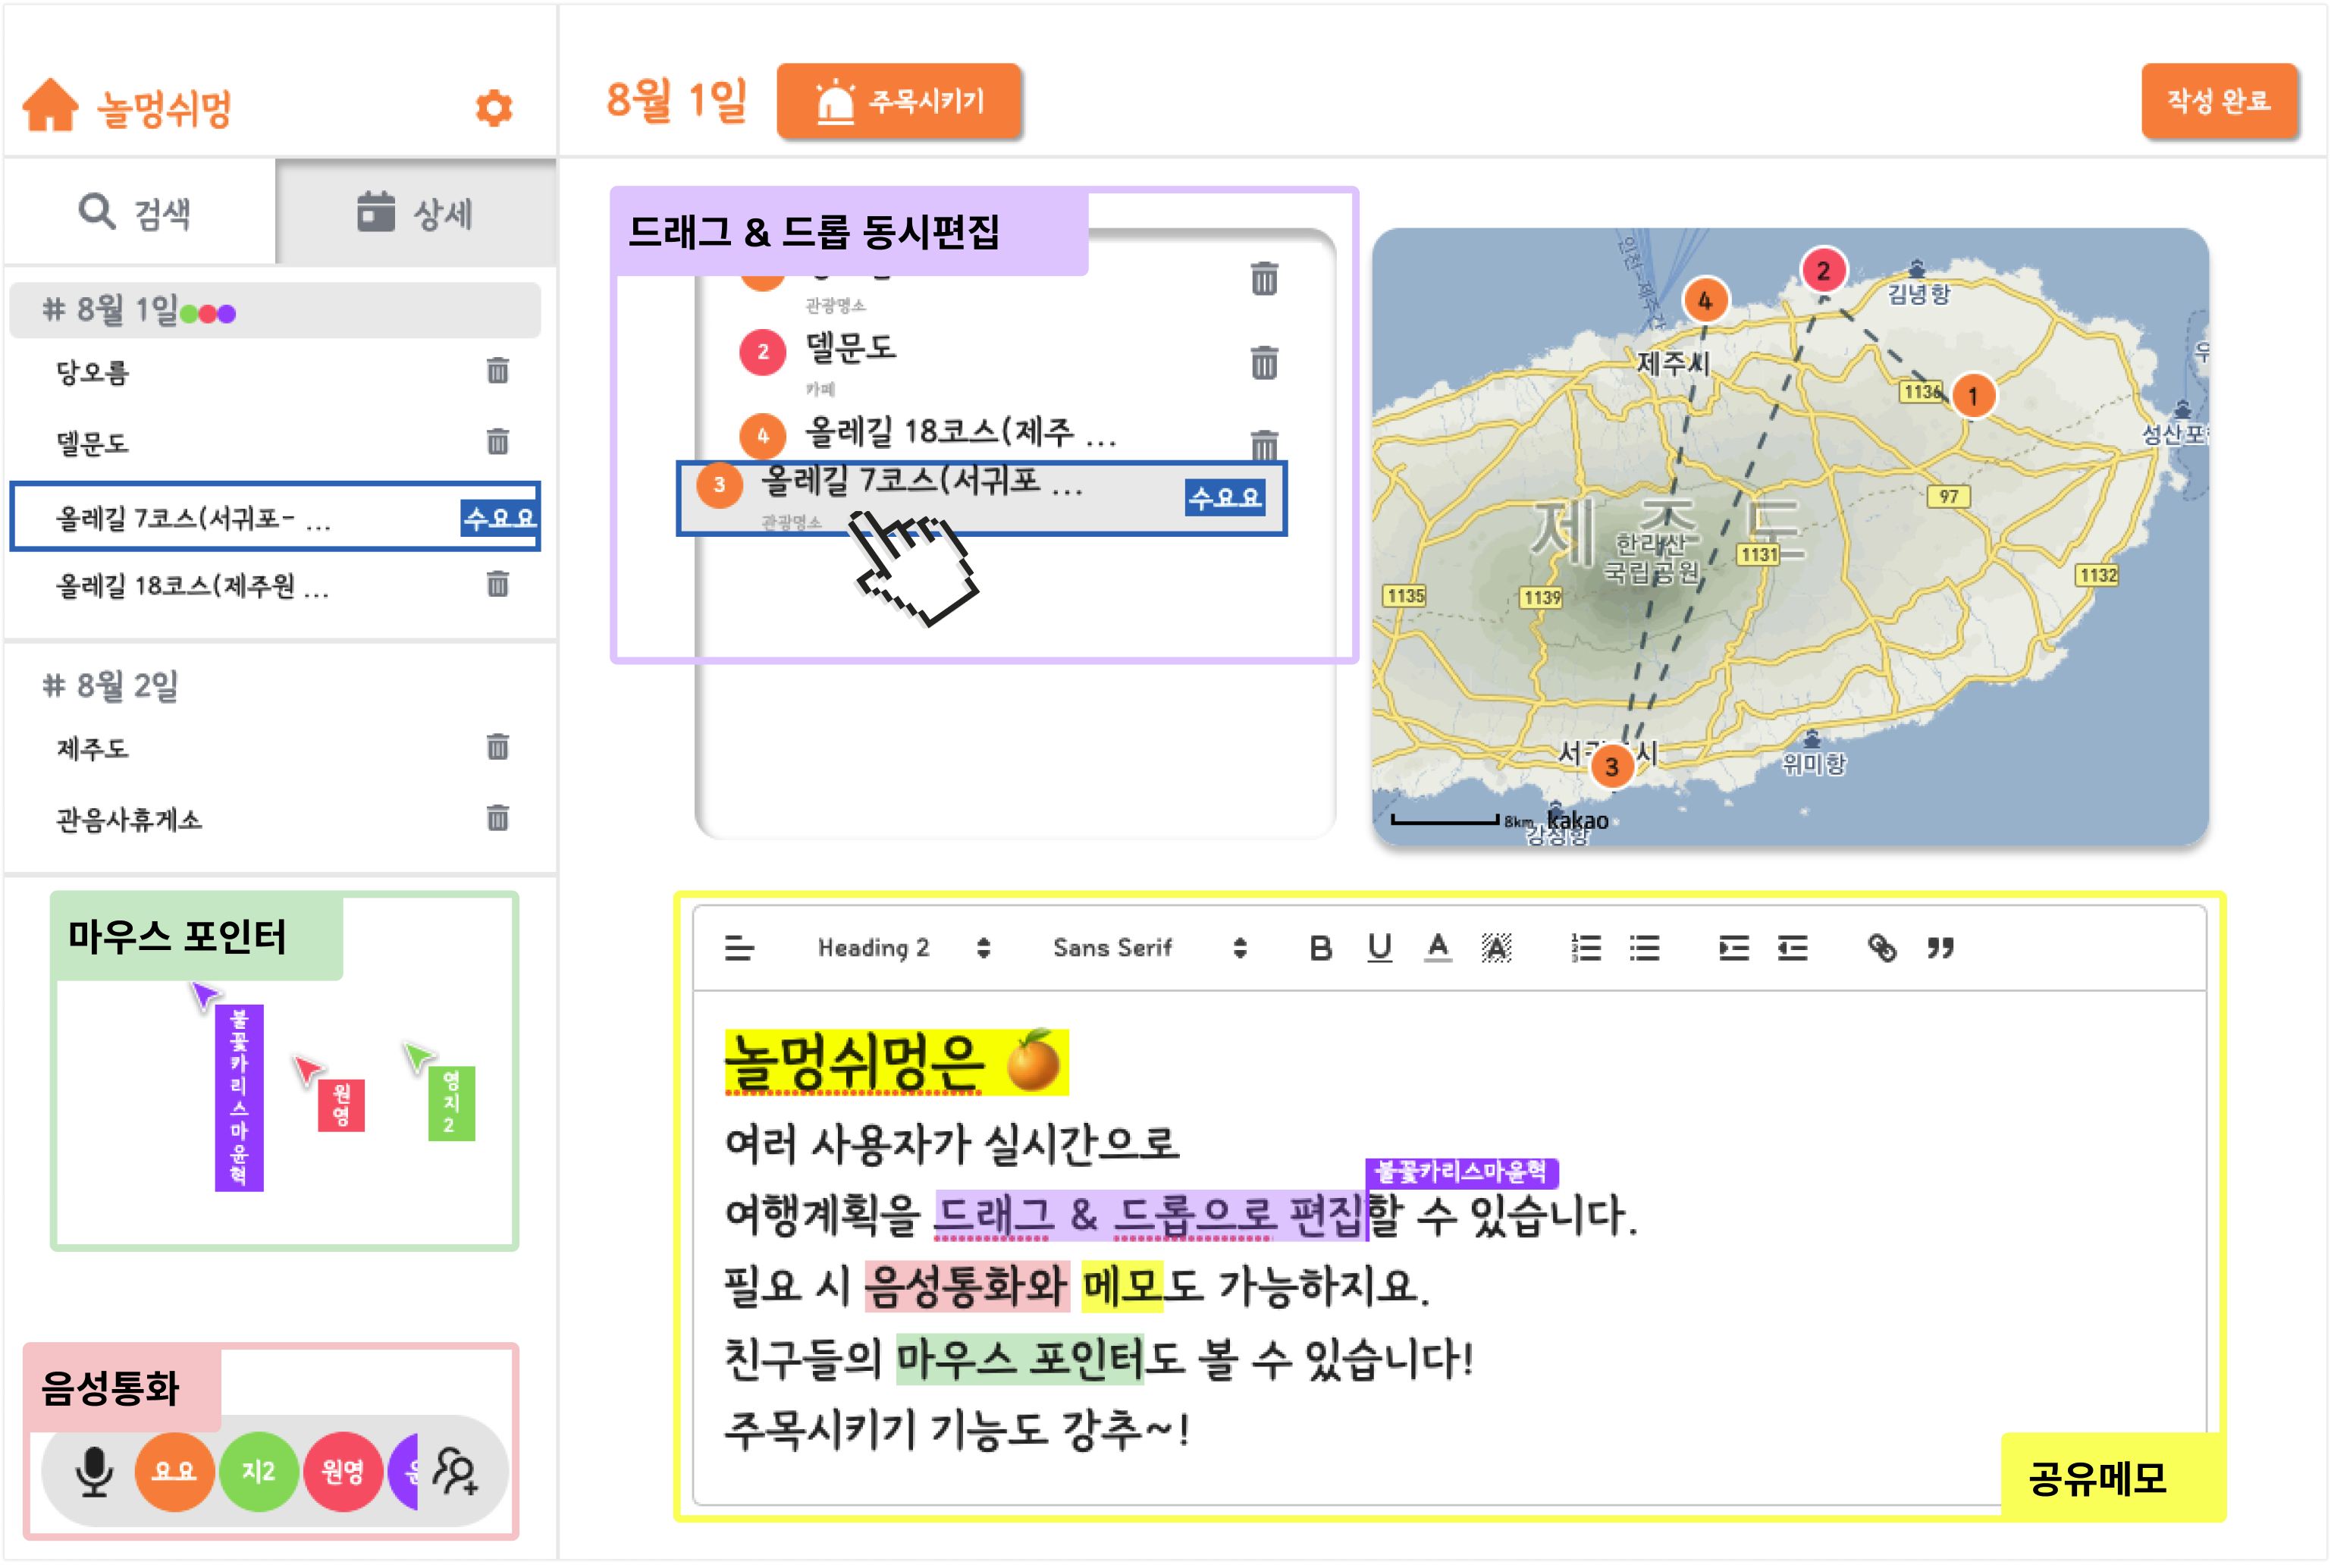 놀멍쉬멍
8월 1일
주목시키기
작성 완료
검색
상세
# 8월 1일
당오름
델문도
올레길 7코스(서귀포- ...
수요요
올레길 18코스(제주원 ...
# 8월 2일
제주도
관음사휴게소
마우스 포인터
불꽃카리스마윤혁
원영
영지2
음성통화
요요
지2
원영
드래그 & 드롭 동시편집
관광명소
2
델문도
카페
4
올레길 18코스(제주 ...
3
올레길 7코스(서귀포 ...
수요요
관광명소
2
4
김녕항
제주시
1136
1
성산포
97
제주도
한라산
국립공원
1131
1132
1135
1139
3
위미항
8km
kakao
강정항
Heading 2
Sans Serif
B U A A
놀멍쉬멍은 🍊
여러 사용자가 실시간으로
불꽃카리스마윤혁
여행계획을 드래그 & 드롭으로 편집할 수 있습니다.
필요 시 음성통화와 메모도 가능하지요.
친구들의 마우스 포인터도 볼 수 있습니다!
주목시키기 기능도 강추~!
공유메모